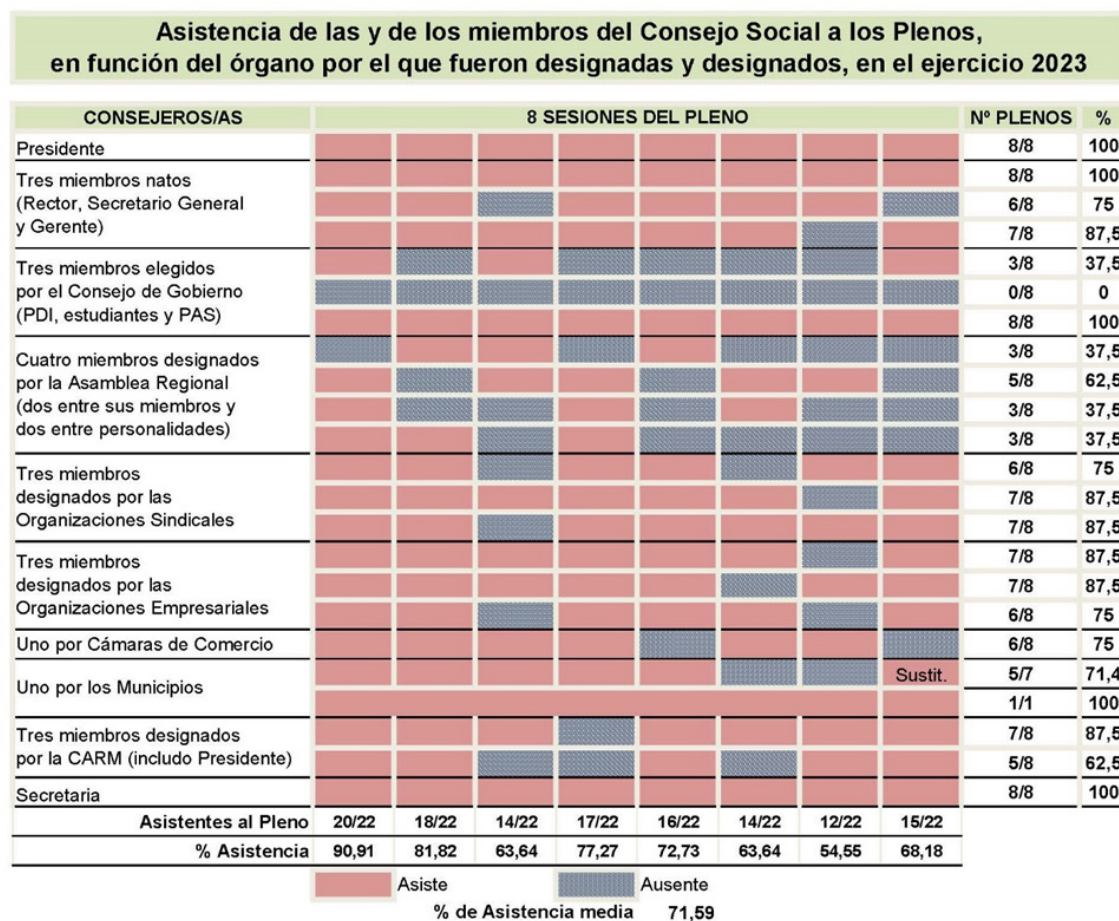 Asistencia de las y de los miembros del Consejo Social a los Plenos,
en función del órgano por el que fueron designadas y designados, en el ejercicio 2023
CONSEJEROS/AS 8 SESIONES DEL PLENO Nº PLENOS %
Presidente 8/8 100
Tres miembros natos 8/8 100
(Rector, Secretario General 6/8 75
y Gerente) 7/8 87,5
Tres miembros elegidos 3/8 37,5
por el Consejo de Gobierno 0/8 0
(PDI, estudiantes y PAS) 8/8 100
Cuatro miembros designados 3/8 37,5
por la Asamblea Regional 5/8 62,5
(dos entre sus miembros y 3/8 37,5
dos entre personalidades) 3/8 37,5
Tres miembros 6/8 75
designados por las 7/8 87,5
Organizaciones Sindicales 7/8 87,5
Tres miembros 7/8 87,5
designados por las 7/8 87,5
Organizaciones Empresariales 6/8 75
Uno por Cámaras de Comercio 6/8 75
Uno por los Municipios Sustit. 5/7 71,4
1/1 100
Tres miembros designados 7/8 87,5
por la CARM (includo Presidente) 5/8 62,5
Secretaria 8/8 100
Asistentes al Pleno 20/22 18/22 14/22 17/22 16/22 14/22 12/22 15/22
% Asistencia 90,91 81,82 63,64 77,27 72,73 63,64 54,55 68,18
Asiste Ausente
% de Asistencia media 71,59